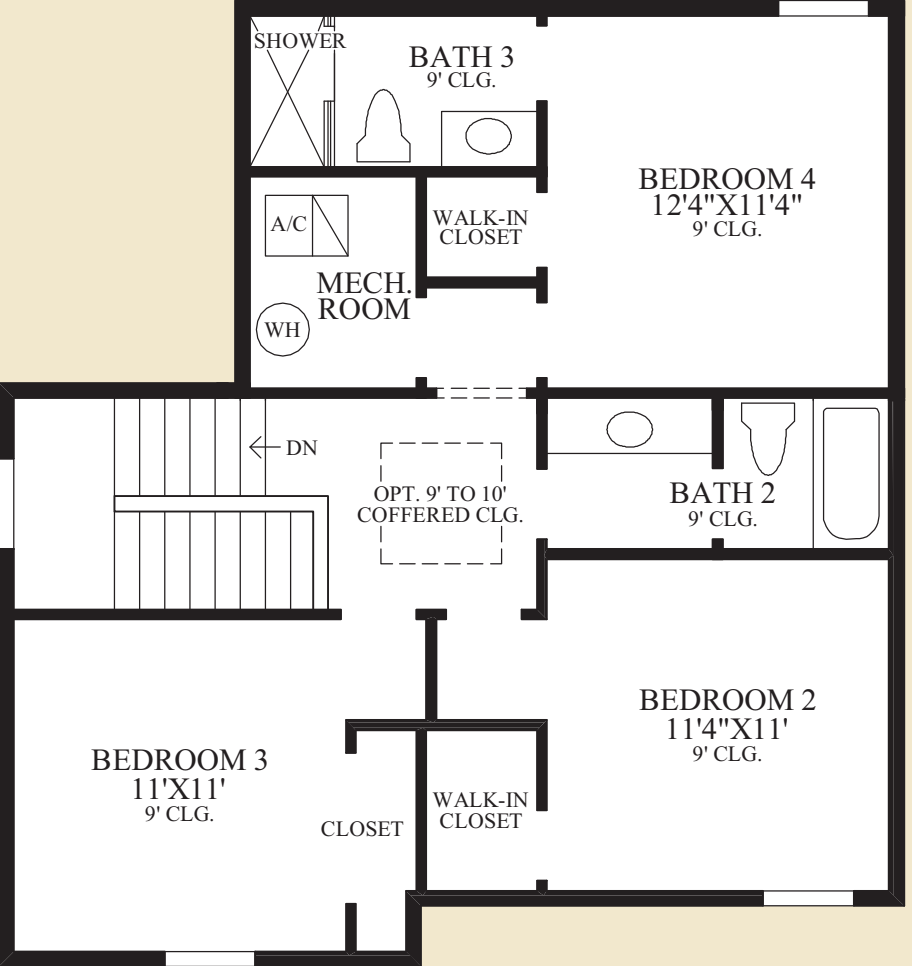 SHOWER
BATH 3
9' CLG.
BEDROOM 4
12'4"X11'4"
9' CLG.
WALK-IN
CLOSET
A/C
MECH.
ROOM
WH
DN
OPT. 9' TO 10'
COFFERED CLG.
BATH 2
9' CLG.
BEDROOM 2
11'4"X11'
9' CLG.
BEDROOM 3
11'X11'
9' CLG.
CLOSET
WALK-IN
CLOSET